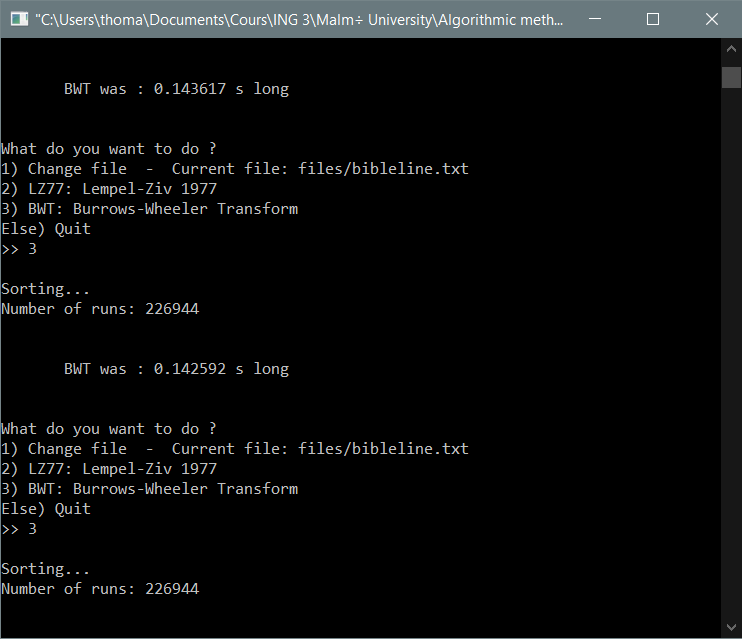 "C:\Users\thoma\Documents\Cours\ING 3\Malm÷ University\Algorithmic meth...
BWT was : 0.143617 s long
What do you want to do ?
1) Change file  -  Current file: files/bibleline.txt
2) LZ77: Lempel-Ziv 1977
3) BWT: Burrows-Wheeler Transform
Else) Quit
>> 3
Sorting...
Number of runs: 226944
BWT was : 0.142592 s long
What do you want to do ?
1) Change file  -  Current file: files/bibleline.txt
2) LZ77: Lempel-Ziv 1977
3) BWT: Burrows-Wheeler Transform
Else) Quit
>> 3
Sorting...
Number of runs: 226944